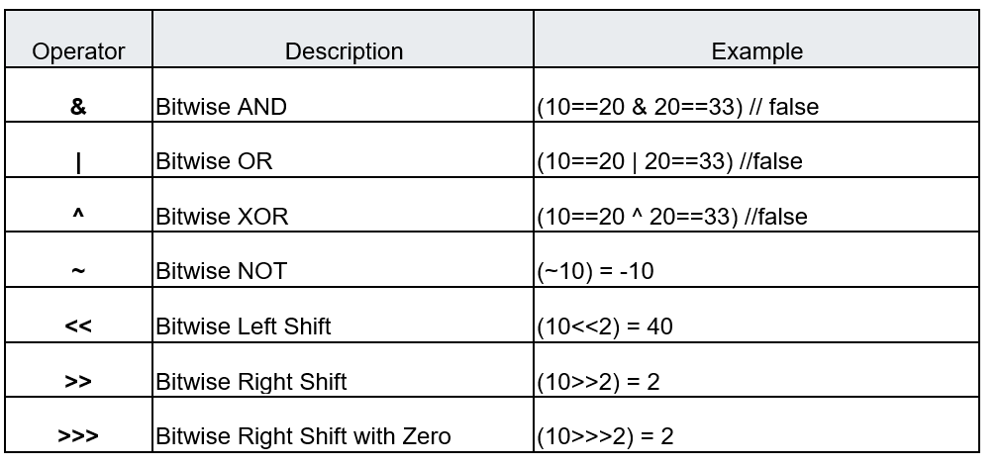 Operator Description Example
& Bitwise AND (10==20 & 20==33) // false
| Bitwise OR (10==20 | 20==33) //false
^ Bitwise XOR (10==20 ^ 20==33) //false
~ Bitwise NOT (~10) = -10
<< Bitwise Left Shift (10<<2) = 40
>> Bitwise Right Shift (10>>2) = 2
>>> Bitwise Right Shift with Zero (10>>>2) = 2